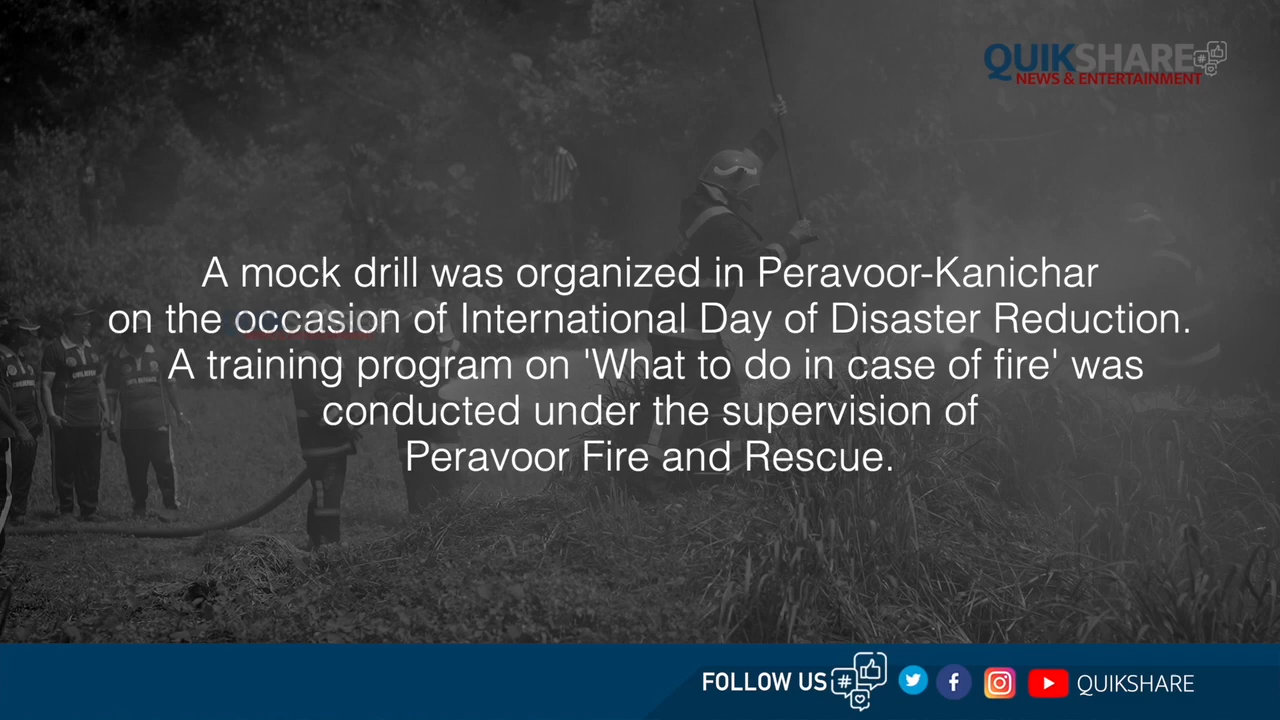 QUIKSHARE
NEWS & ENTERTAINMENT
A mock drill was organized in Peravoor-Kanichar
on the occasion of International Day of Disaster Reduction.
A training program on 'What to do in case of fire' was
conducted under the supervision of
Peravoor Fire and Rescue.
FOLLOW US
QUIKSHARE